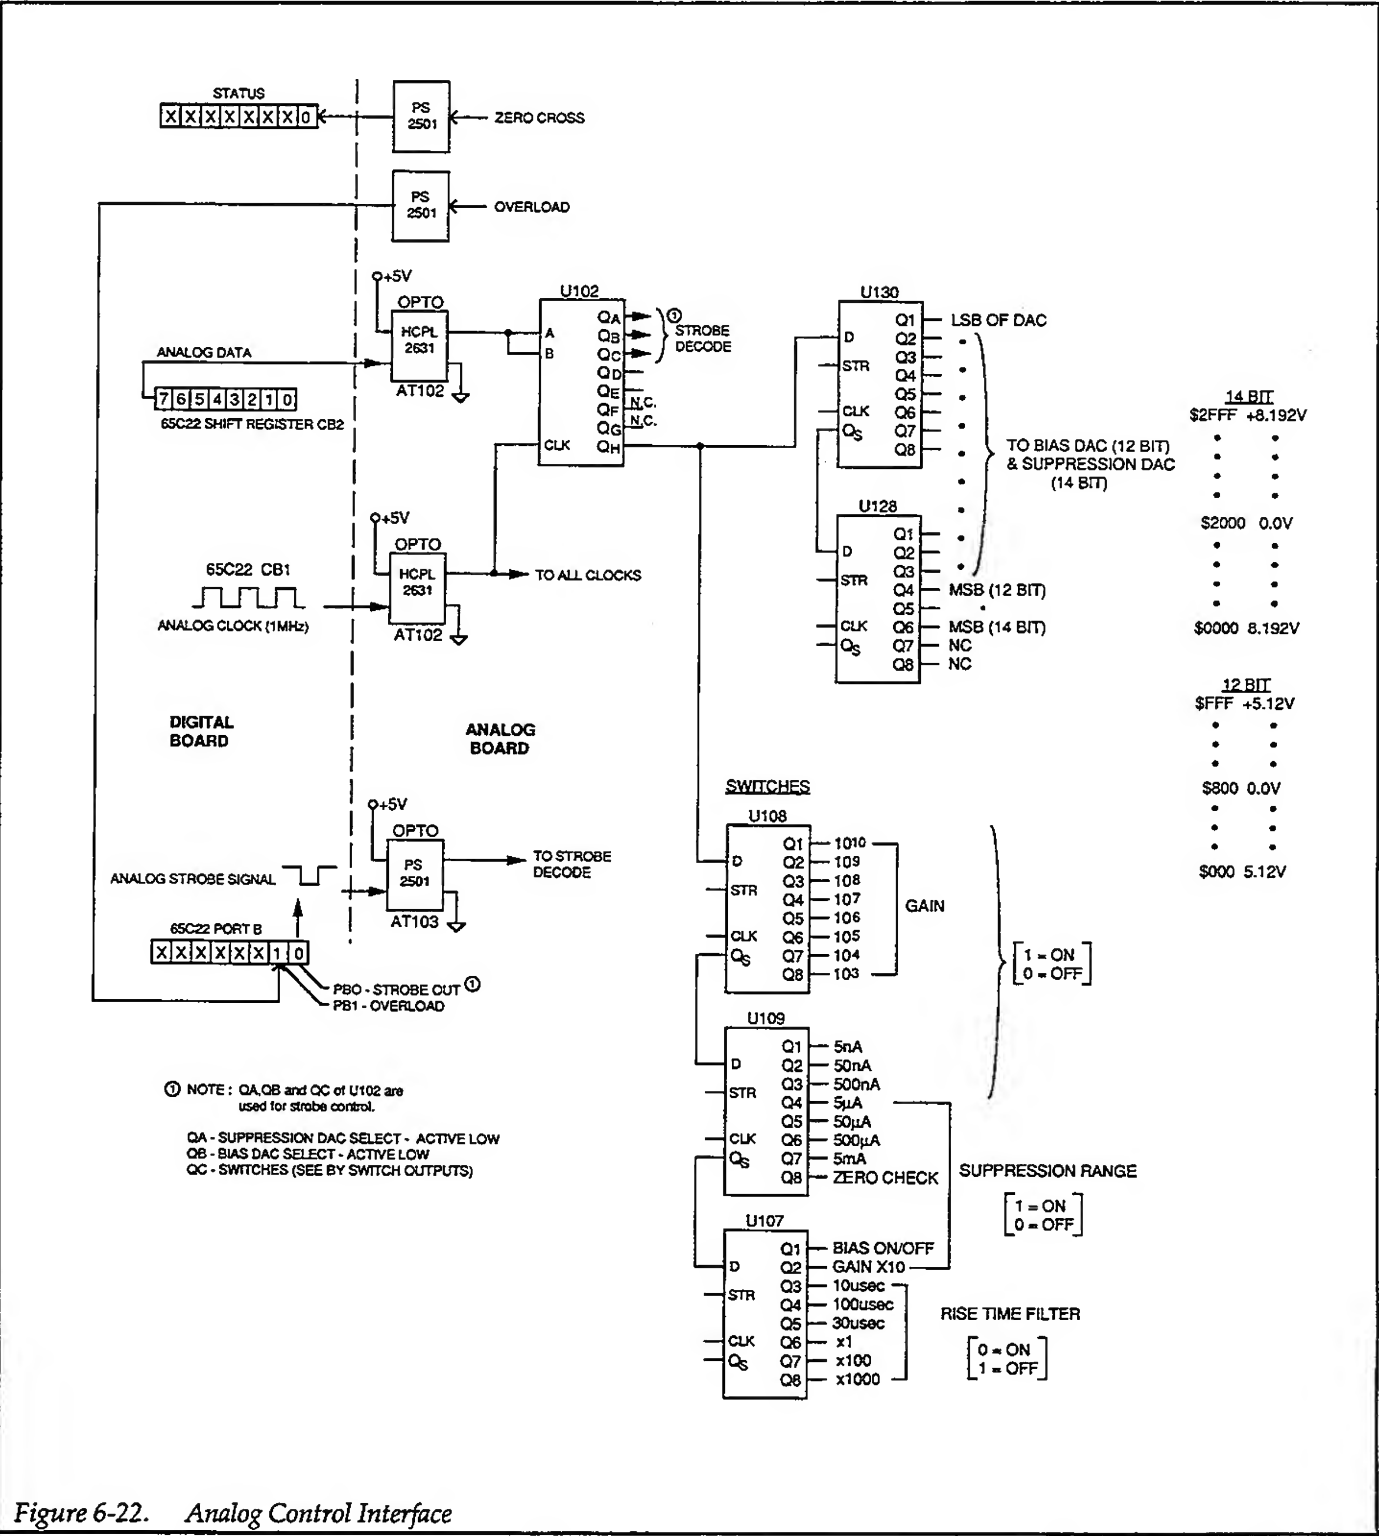 STATUS
X X X X X X X 0
PS
2501
ZERO CROSS
PS
2501
OVERLOAD
+5V
OPTO
HCPL
2631
AT102
ANALOG DATA
7 6 5 4 3 2 1 0
65C22 SHIFT REGISTER CB2
U102
A
B
CLK
QA
QB
QC
QD
QE
QF N.C.
QG N.C.
QH
①
STROBE
DECODE
+5V
OPTO
HCPL
2631
AT102
TO ALL CLOCKS
65C22 CB1
ANALOG CLOCK (1MHz)
U130
D
STR
CLK
QS
Q1 LSB OF DAC
Q2
Q3
Q4
Q5
Q6
Q7
Q8
TO BIAS DAC (12 BIT)
& SUPPRESSION DAC
(14 BIT)
U128
D
STR
CLK
QS
Q1
Q2
Q3
Q4 MSB (12 BIT)
Q5
Q6 MSB (14 BIT)
Q7 NC
Q8 NC
14 BIT
$2FFF +8.192V
$2000 0.0V
$0000 8.192V
12 BIT
$FFF +5.12V
$800 0.0V
$000 5.12V
DIGITAL
BOARD
ANALOG
BOARD
+5V
OPTO
PS
2501
AT103
TO STROBE
DECODE
ANALOG STROBE SIGNAL
65C22 PORT B
X X X X X X 1 0
PB0 - STROBE OUT ①
PB1 - OVERLOAD
SWITCHES
U108
D
STR
CLK
QS
Q1 1010
Q2 109
Q3 108
Q4 107
Q5 106
Q6 105
Q7 104
Q8 103
GAIN
1 = ON
0 = OFF
U109
D
STR
CLK
QS
Q1 5nA
Q2 50nA
Q3 500nA
Q4 5µA
Q5 50µA
Q6 500µA
Q7 5mA
Q8 ZERO CHECK
SUPPRESSION RANGE
1 = ON
0 = OFF
U107
D
STR
CLK
QS
Q1 BIAS ON/OFF
Q2 GAIN X10
Q3 10usec
Q4 100usec
Q5 30usec
Q6 x1
Q7 x100
Q8 x1000
RISE TIME FILTER
0 = ON
1 = OFF
① NOTE : QA,QB and QC of U102 are
used for strobe control.
QA - SUPPRESSION DAC SELECT - ACTIVE LOW
QB - BIAS DAC SELECT - ACTIVE LOW
QC - SWITCHES (SEE BY SWITCH OUTPUTS)
Figure 6-22. Analog Control Interface